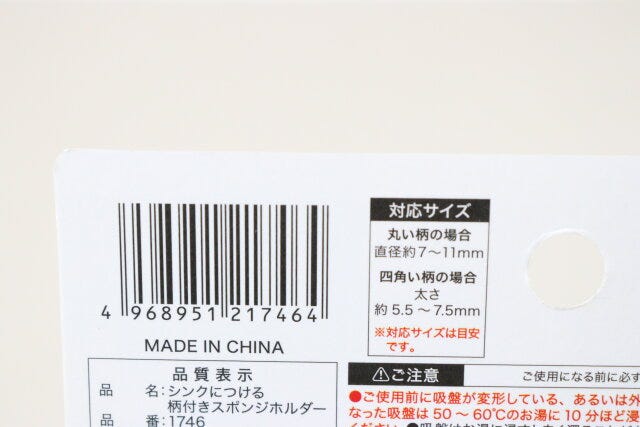 対応サイズ
丸い柄の場合
直径約7～11mm
四角い柄の場合
太さ
約5.5～7.5mm
※対応サイズは目安
です。
4 968951 217464
MADE IN CHINA
品質表示
品 名：シンクにつける
柄付きスポンジホルダー
品 番：1746
⚠ご注意
ご使用になる前に必ず
●ご使用前に吸盤が変形している、あるいは外
なった吸盤は50～60℃のお湯に10分ほど浸
ください